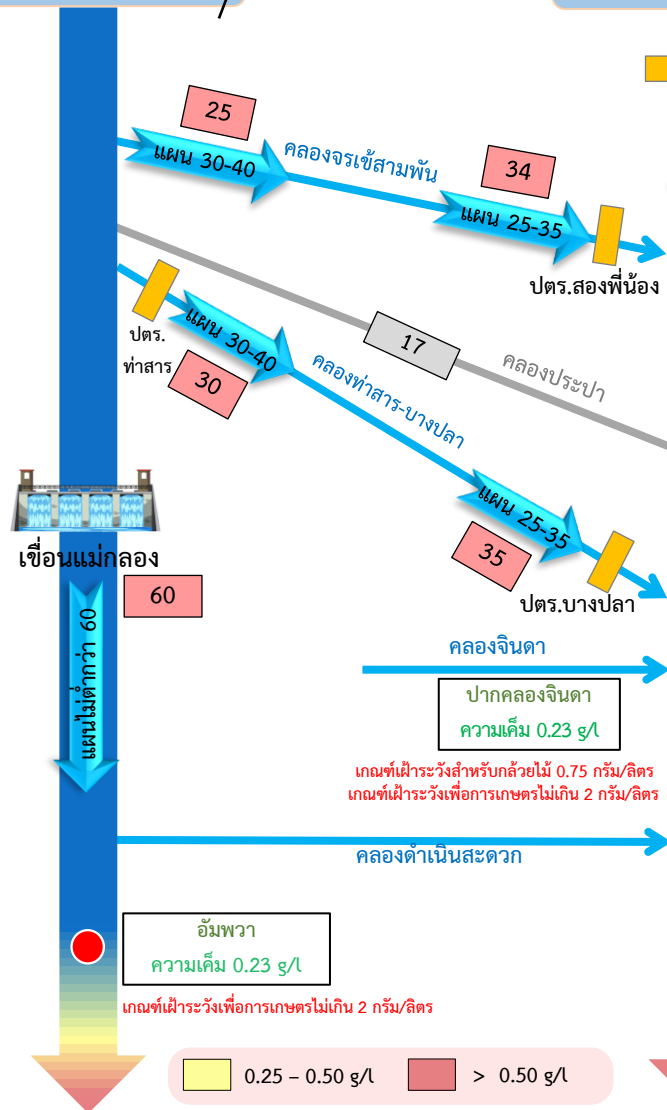 25
แผน 30-40
คลองจรเข้สามพัน
34
แผน 25-35
ปตร.สองพี่น้อง
ปตร.
ท่าสาร
แผน 30-40
30
17
คลองประปา
คลองท่าสาร-บางปลา
แผน 25-35
35
ปตร.บางปลา
เขื่อนแม่กลอง
60
แผนไม่ต่ำกว่า 60
คลองจินดา
ปากคลองจินดา
ความเค็ม 0.23 g/l
เกณฑ์เฝ้าระวังสำหรับกล้วยไม้ 0.75 กรัม/ลิตร
เกณฑ์เฝ้าระวังเพื่อการเกษตรไม่เกิน 2 กรัม/ลิตร
คลองดำเนินสะดวก
อัมพวา
ความเค็ม 0.23 g/l
เกณฑ์เฝ้าระวังเพื่อการเกษตรไม่เกิน 2 กรัม/ลิตร
0.25 – 0.50 g/l
> 0.50 g/l